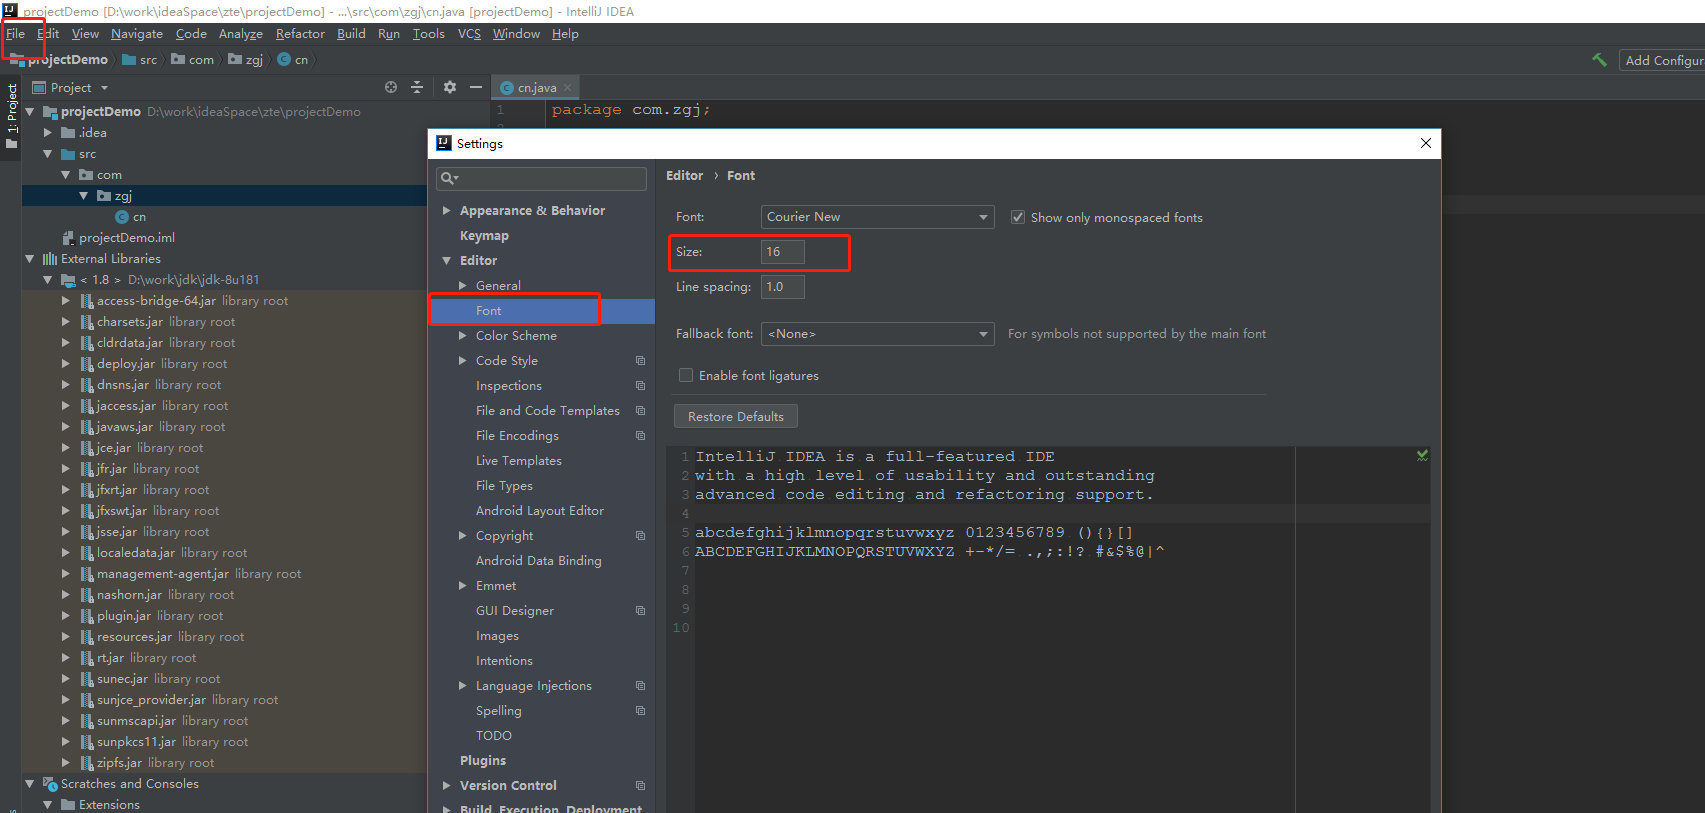 projectDemo [D:\work\ideaSpace\zte\projectDemo] - ...\src\com\zgj\cn.java [projectDemo] - IntelliJ IDEA
File Edit View Navigate Code Analyze Refactor Build Run Tools VCS Window Help
projectDemo src com zgj cn
Add Configur
1: Project
Project
cn.java
projectDemo D:\work\ideaSpace\zte\projectDemo
.idea
src
com
zgj
cn
projectDemo.iml
External Libraries
< 1.8 > D:\work\jdk\jdk-8u181
access-bridge-64.jar library root
charsets.jar library root
cldrdata.jar library root
deploy.jar library root
dnsns.jar library root
jaccess.jar library root
javaws.jar library root
jce.jar library root
jfr.jar library root
jfxrt.jar library root
jfxswt.jar library root
jsse.jar library root
localedata.jar library root
management-agent.jar library root
nashorn.jar library root
plugin.jar library root
resources.jar library root
rt.jar library root
sunec.jar library root
sunjce_provider.jar library root
sunmscapi.jar library root
sunpkcs11.jar library root
zipfs.jar library root
Scratches and Consoles
Extensions
1 package com.zgj;
Settings
Appearance & Behavior
Keymap
Editor
General
Font
Color Scheme
Code Style
Inspections
File and Code Templates
File Encodings
Live Templates
File Types
Android Layout Editor
Copyright
Android Data Binding
Emmet
GUI Designer
Images
Intentions
Language Injections
Spelling
TODO
Plugins
Version Control
Build, Execution, Deployment
Editor › Font
Font: Courier New Show only monospaced fonts
Size: 16
Line spacing: 1.0
Fallback font: <None> For symbols not supported by the main font
Enable font ligatures
Restore Defaults
1 IntelliJ IDEA is a full-featured IDE
2 with a high level of usability and outstanding
3 advanced code editing and refactoring support.
4
5 abcdefghijklmnopqrstuvwxyz 0123456789 (){}[]
6 ABCDEFGHIJKLMNOPQRSTUVWXYZ +-*/= .,;:!? #&$%@|^
7
8
9
10